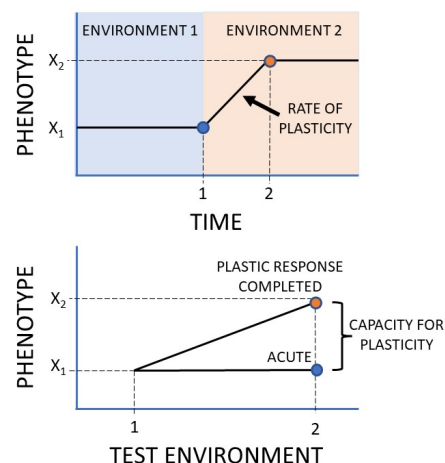 ENVIRONMENT 1
ENVIRONMENT 2
X2
RATE OF
PLASTICITY
X1
PHENOTYPE
1
2
TIME
PLASTIC RESPONSE
COMPLETED
X2
CAPACITY FOR
PLASTICITY
ACUTE
X1
PHENOTYPE
1
2
TEST ENVIRONMENT